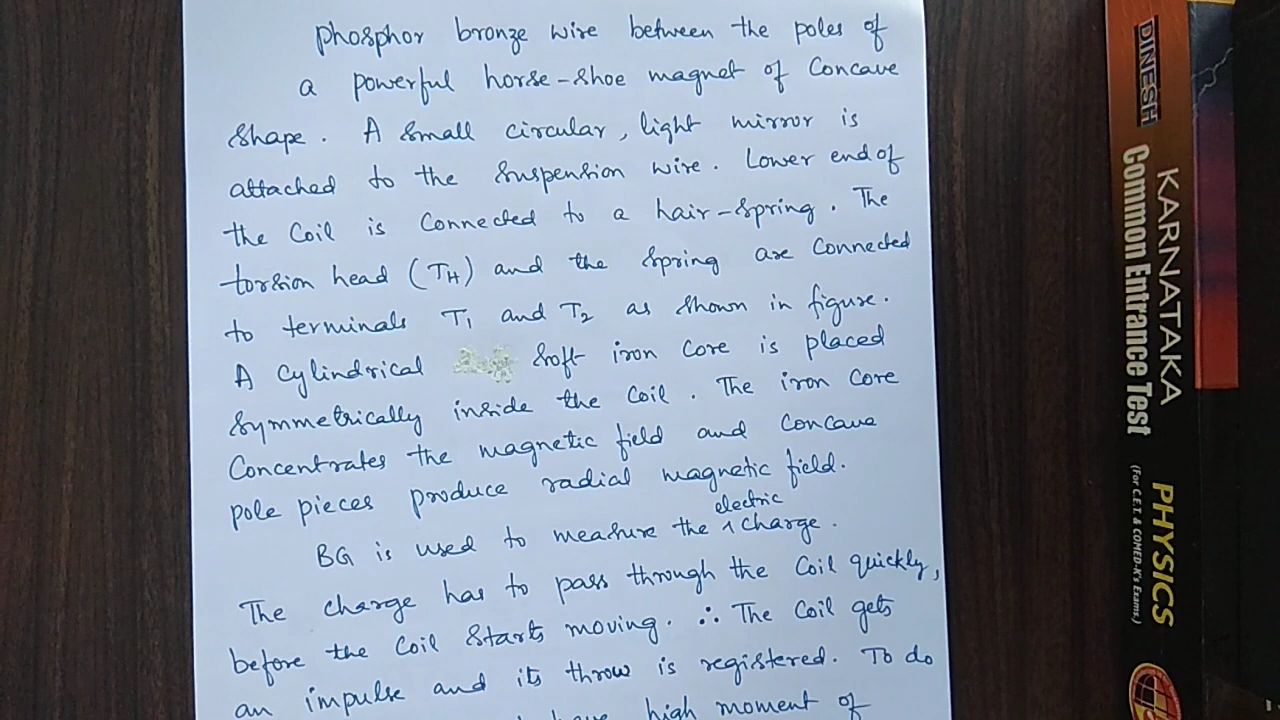 phosphor bronze wire between the poles of
a powerful horse-shoe magnet of Concave
shape. A small circular, light mirror is
attached to the suspension wire. Lower end of
the Coil is Connected to a hair-spring. The
torsion head (TH) and the spring are Connected
to terminals T1 and T2 as shown in figure.
A Cylindrical soft iron Core is placed
symmetrically inside the Coil. The iron Core
Concentrates the magnetic field and Concave
pole pieces produce radial magnetic field.
BG is used to measure the ^ electric Charge.
The charge has to pass through the Coil quickly,
before the Coil starts moving. ∴ The Coil gets
an impulse and its throw is registered. To do
have high moment of
DINESH
KARNATAKA
Common Entrance Test
PHYSICS
(For C.E.T. & COMED-K's Exams.)